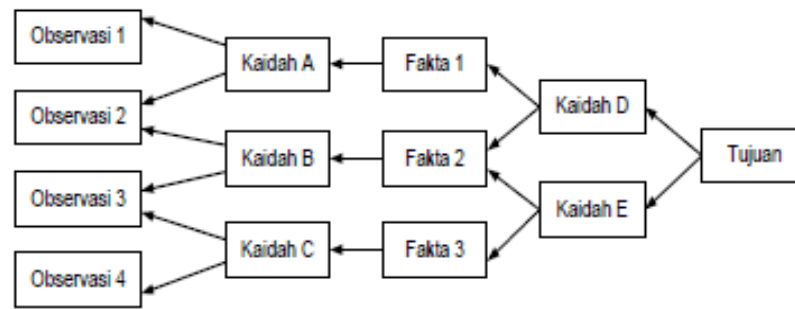 Observasi 1
Observasi 2
Observasi 3
Observasi 4
Kaidah A
Kaidah B
Kaidah C
Fakta 1
Fakta 2
Fakta 3
Kaidah D
Kaidah E
Tujuan